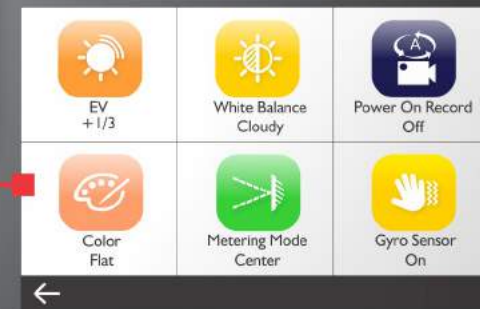 EV
+1/3
White Balance
Cloudy
A
Power On Record
Off
Color
Flat
Metering Mode
Center
Gyro Sensor
On